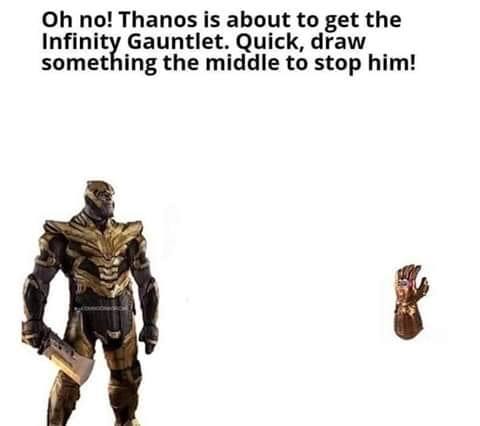 Oh no! Thanos is about to get the
Infinity Gauntlet. Quick, draw
something the middle to stop him!